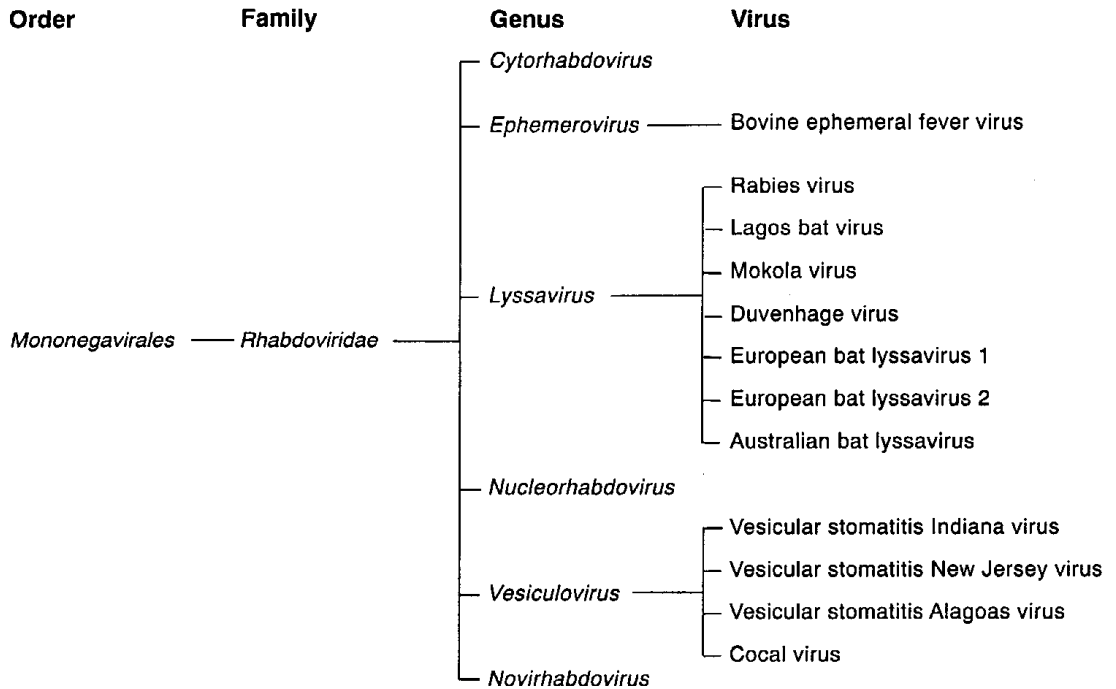 Order Family Genus Virus
Cytorhabdovirus
Ephemerovirus Bovine ephemeral fever virus
Rabies virus
Lagos bat virus
Mokola virus
Lyssavirus
Duvenhage virus
Mononegavirales Rhabdoviridae
European bat lyssavirus 1
European bat lyssavirus 2
Australian bat lyssavirus
Nucleorhabdovirus
Vesicular stomatitis Indiana virus
Vesicular stomatitis New Jersey virus
Vesiculovirus
Vesicular stomatitis Alagoas virus
Cocal virus
Novirhabdovirus